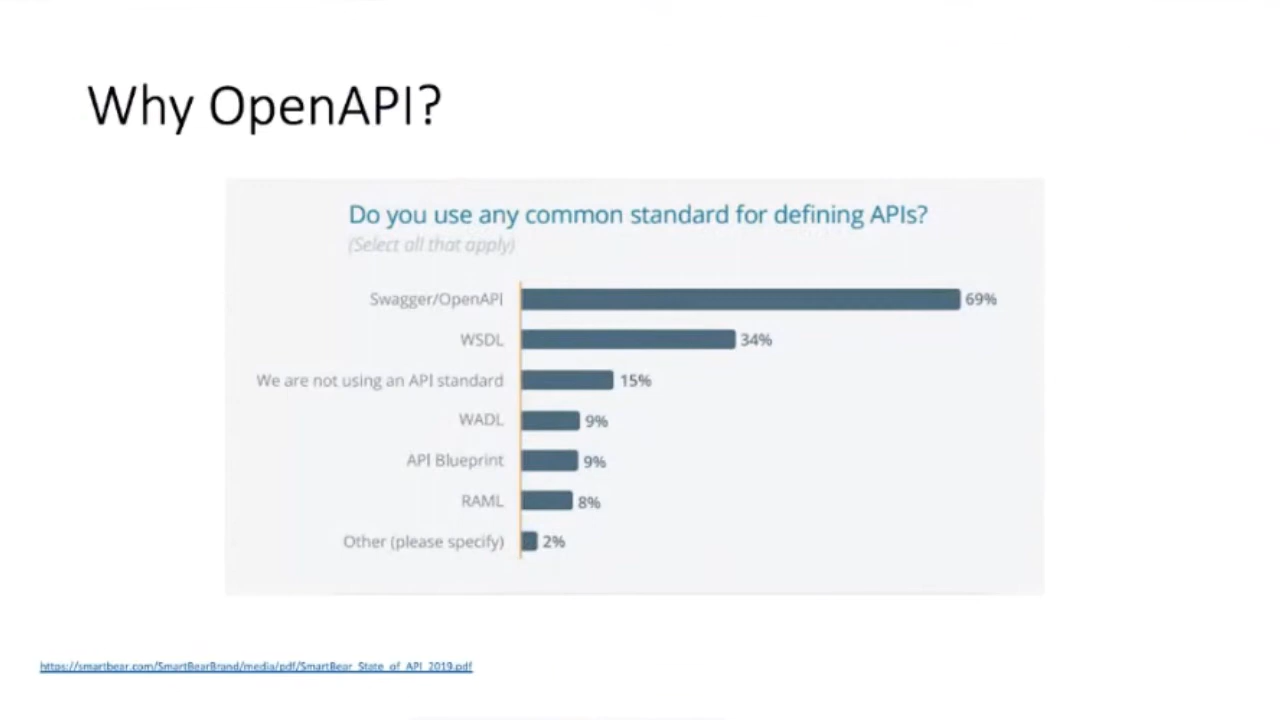 Why OpenAPI?
Do you use any common standard for defining APIs?
(Select all that apply)
Swagger/OpenAPI 69%
WSDL 34%
We are not using an API standard 15%
WADL 9%
API Blueprint 9%
RAML 8%
Other (please specify) 2%
https://smartbear.com/SmartBearBrand/media/pdf/SmartBear_State_of_API_2019.pdf